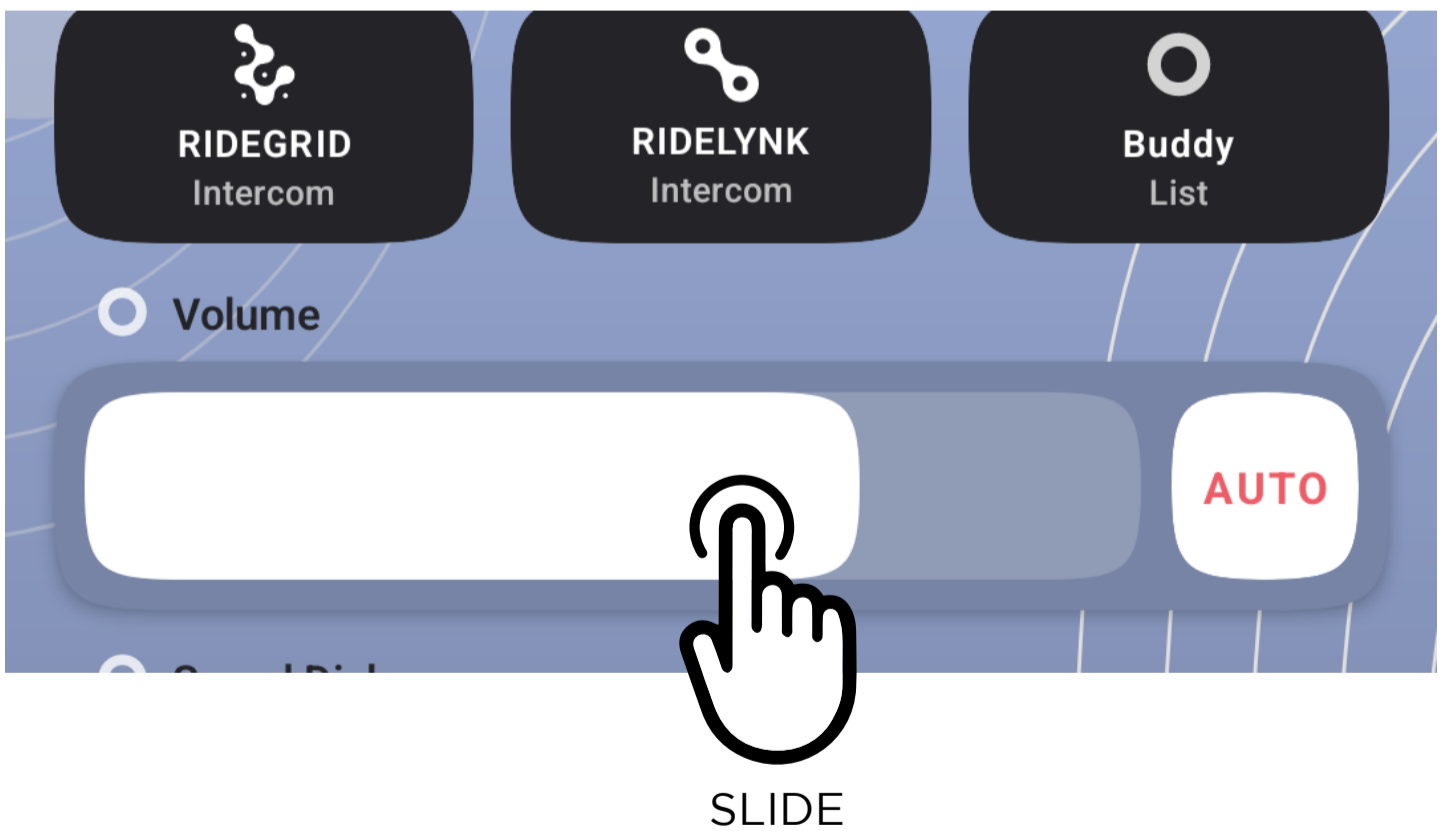 RIDEGRID
Intercom
RIDELYNK
Intercom
Buddy
List
Volume
AUTO
SLIDE